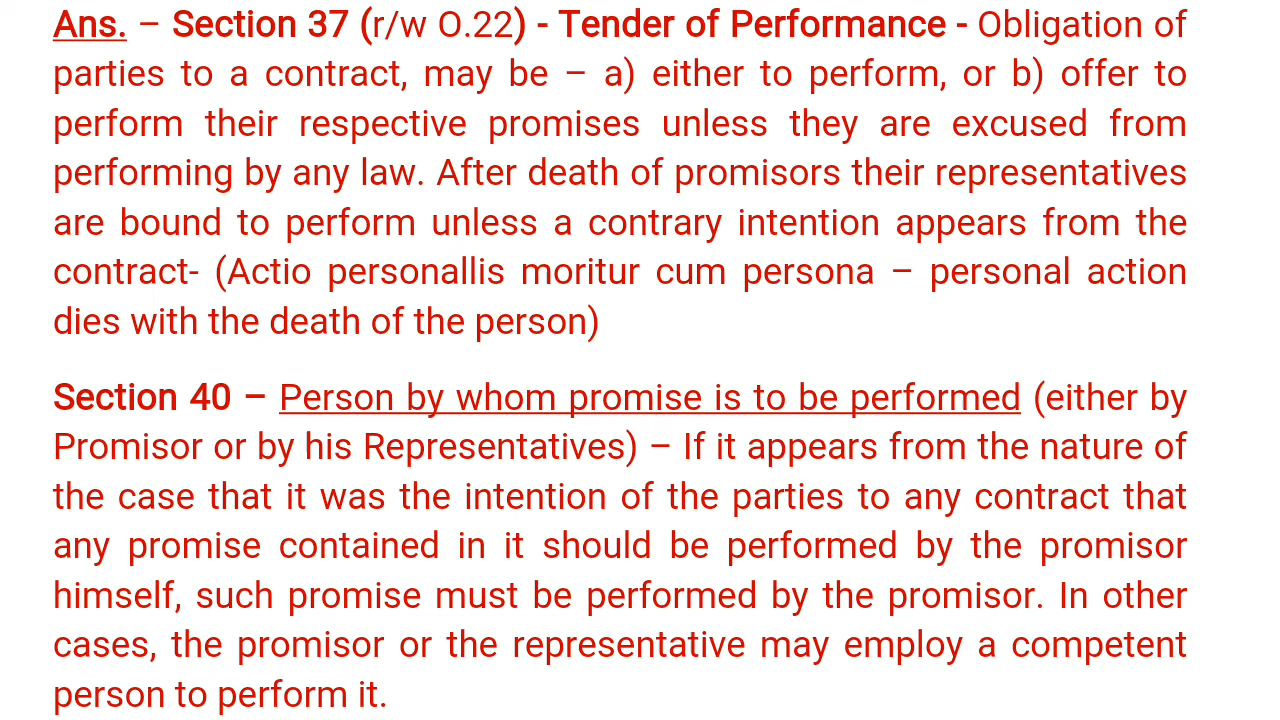 Ans. – Section 37 (r/w O.22) - Tender of Performance - Obligation of
parties to a contract, may be – a) either to perform, or b) offer to
perform their respective promises unless they are excused from
performing by any law. After death of promisors their representatives
are bound to perform unless a contrary intention appears from the
contract- (Actio personallis moritur cum persona – personal action
dies with the death of the person)
Section 40 – Person by whom promise is to be performed (either by
Promisor or by his Representatives) – If it appears from the nature of
the case that it was the intention of the parties to any contract that
any promise contained in it should be performed by the promisor
himself, such promise must be performed by the promisor. In other
cases, the promisor or the representative may employ a competent
person to perform it.